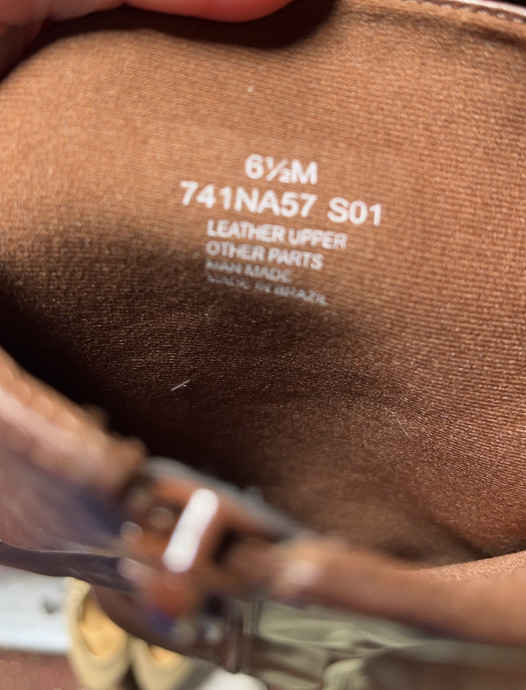 6½M
741NA57 S01
LEATHER UPPER
OTHER PARTS
MAN MADE
MADE IN BRAZIL